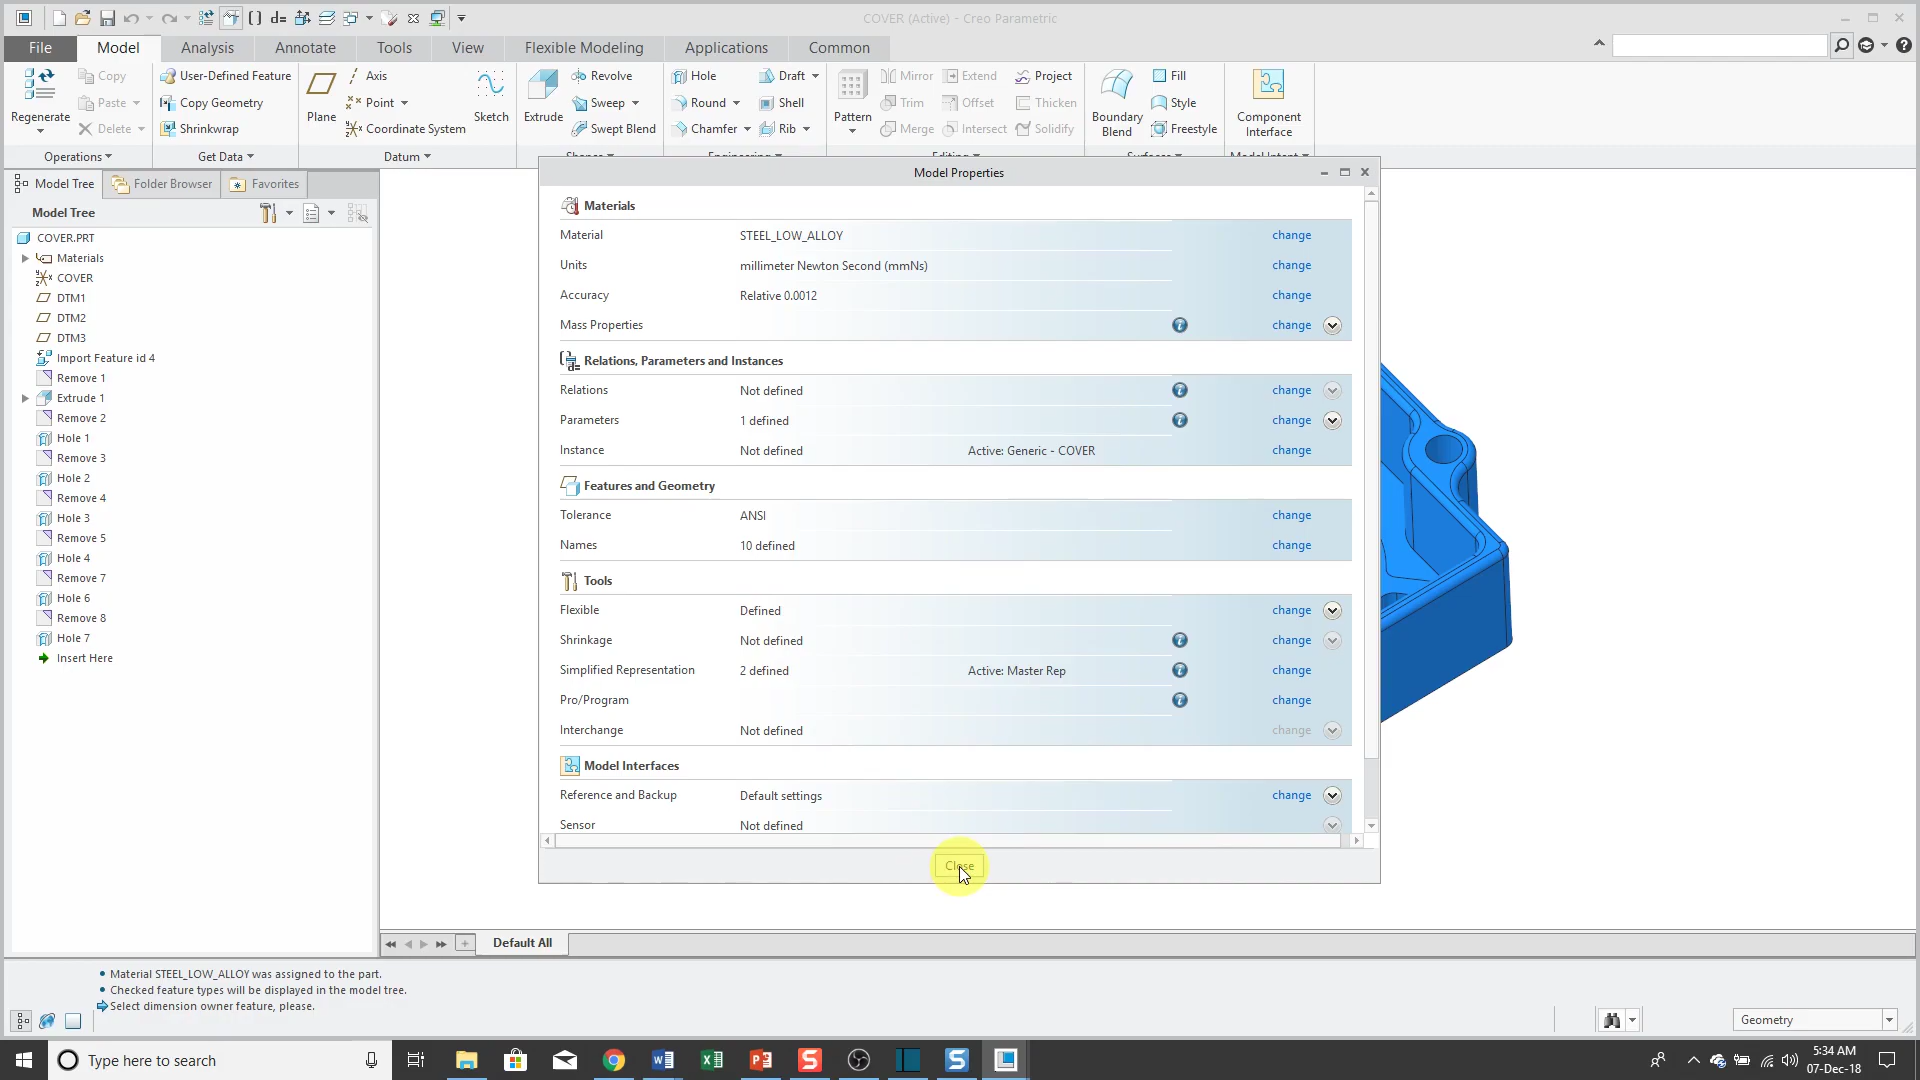 COVER (Active) - Creo Parametric
File
Model
Analysis
Annotate
Tools
View
Flexible Modeling
Applications
Common
Regenerate
Copy
Paste
Delete
User-Defined Feature
Copy Geometry
Shrinkwrap
Plane
Axis
Point
Coordinate System
Sketch
Extrude
Revolve
Sweep
Swept Blend
Hole
Round
Chamfer
Draft
Shell
Rib
Pattern
Mirror
Trim
Merge
Extend
Offset
Intersect
Project
Thicken
Solidify
Boundary Blend
Fill
Style
Freestyle
Component Interface
Operations
Get Data
Datum
Shapes
Engineering
Editing
Surfaces
Model Intent
Model Tree
Folder Browser
Favorites
Model Tree
COVER.PRT
Materials
COVER
DTM1
DTM2
DTM3
Import Feature id 4
Remove 1
Extrude 1
Remove 2
Hole 1
Remove 3
Hole 2
Remove 4
Hole 3
Remove 5
Hole 4
Remove 7
Hole 6
Remove 8
Hole 7
Insert Here
Model Properties
Materials
Material STEEL_LOW_ALLOY change
Units millimeter Newton Second (mmNs) change
Accuracy Relative 0.0012 change
Mass Properties change
Relations, Parameters and Instances
Relations Not defined change
Parameters 1 defined change
Instance Not defined Active: Generic - COVER change
Features and Geometry
Tolerance ANSI change
Names 10 defined change
Tools
Flexible Defined change
Shrinkage Not defined change
Simplified Representation 2 defined Active: Master Rep change
Pro/Program change
Interchange Not defined change
Model Interfaces
Reference and Backup Default settings change
Sensor Not defined
Close
Default All
Material STEEL_LOW_ALLOY was assigned to the part.
Checked feature types will be displayed in the model tree.
Select dimension owner feature, please.
Geometry
Type here to search
5:34 AM
07-Dec-18